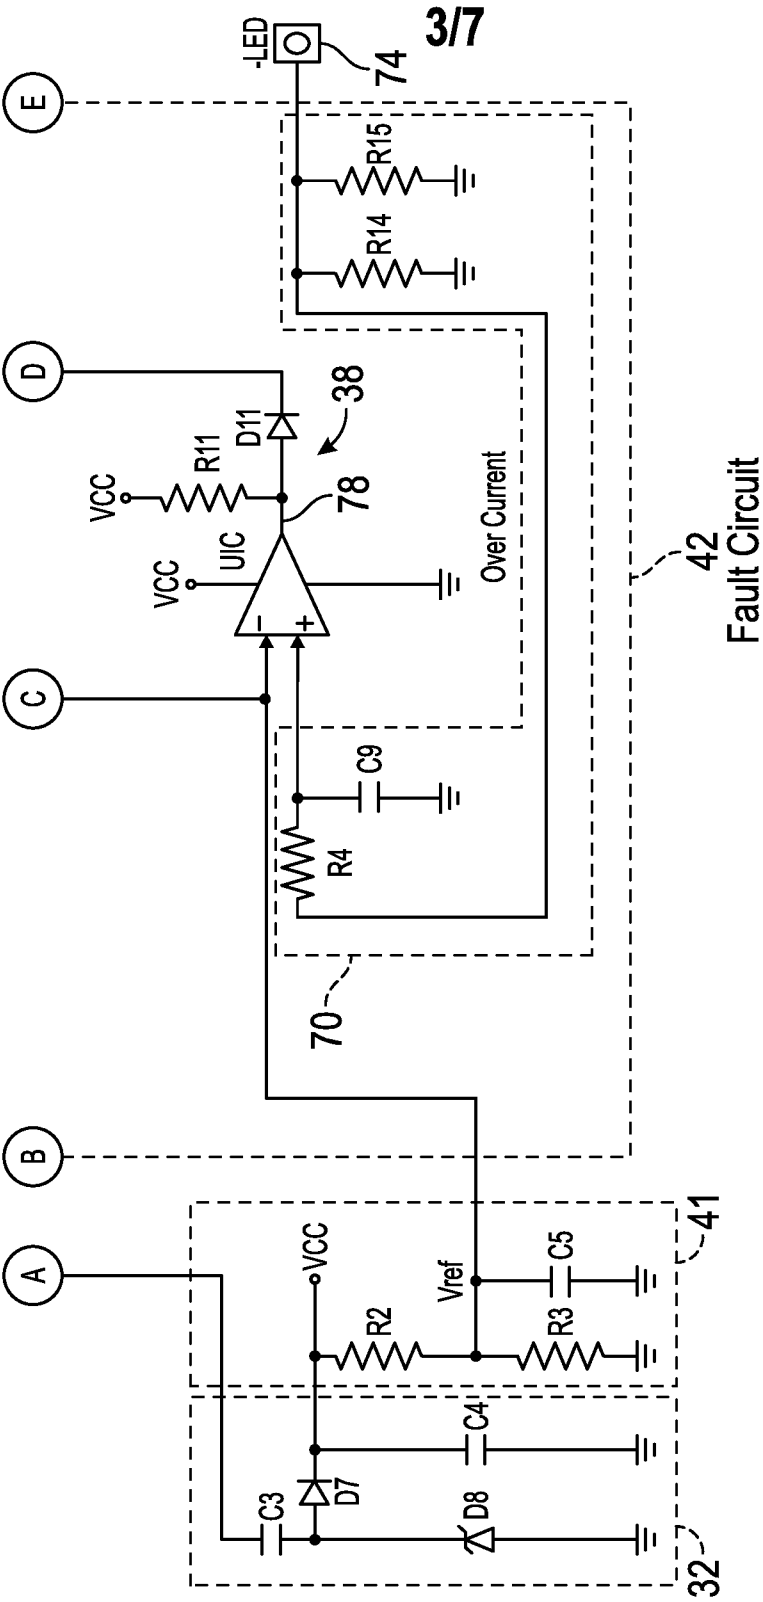 3/7
-LED
74
E
R15
R14
D
VCC
R11
D11
38
78
VCC
UIC
-
+
Over Current
C
C9
R4
70
42
Fault Circuit
B
A
VCC
Vref
R2
R3
C5
41
C3
D7
C4
D8
32